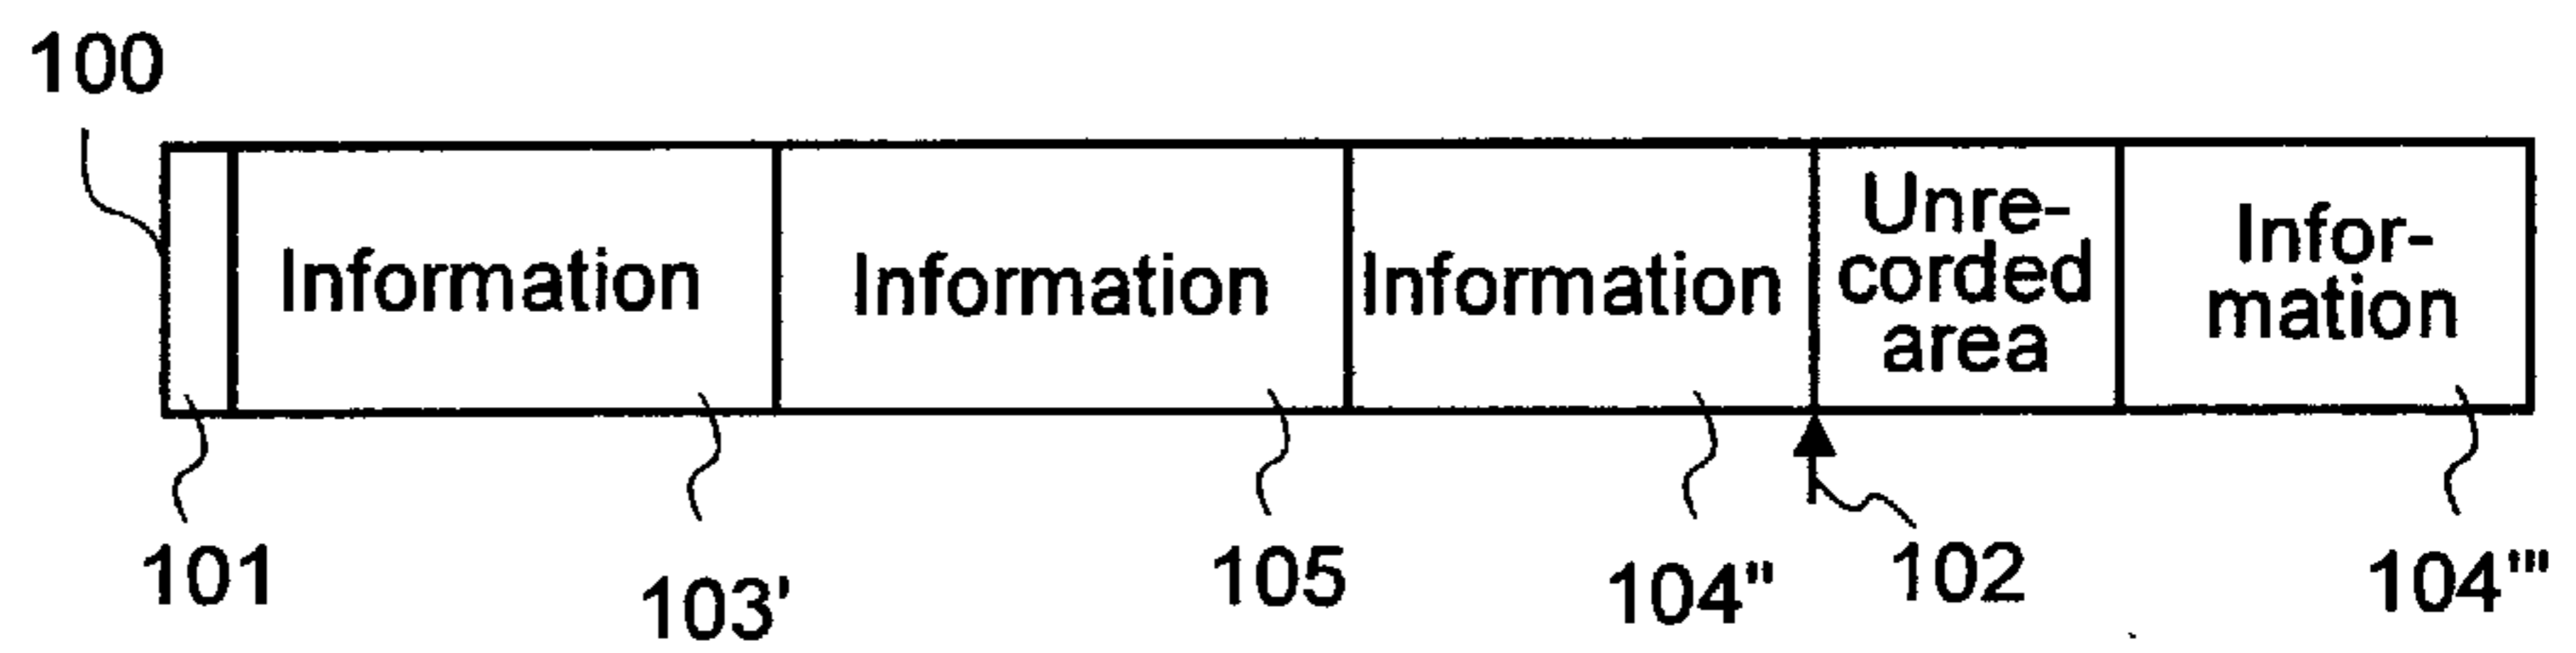 100
Information
Information
Information
Unre-
corded
area
Infor-
mation
101
103'
105
104"
102
104'"